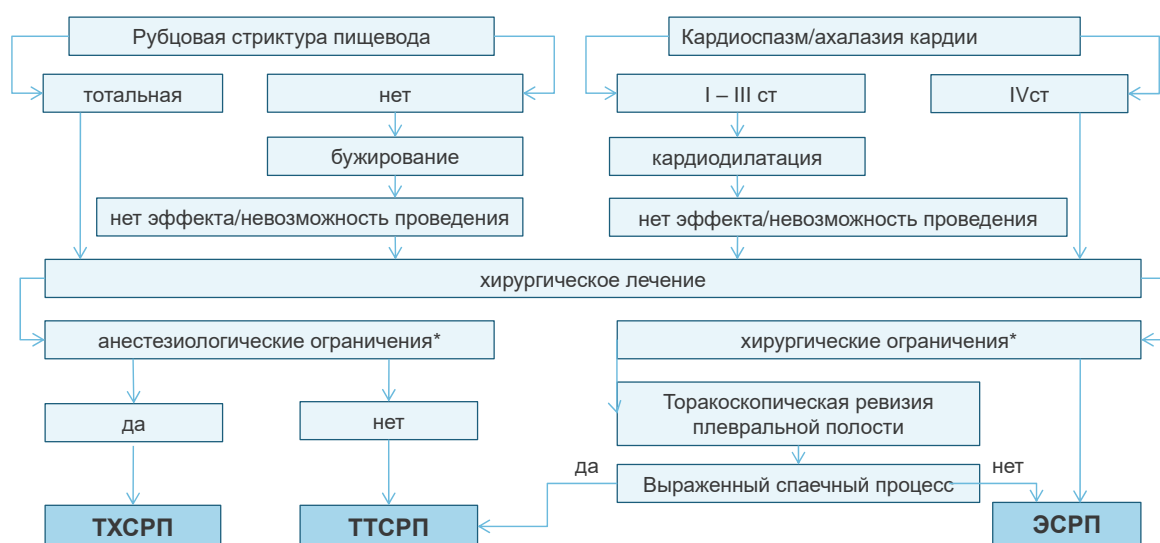 Рубцовая стриктура пищевода
Кардиоспазм/ахалазия кардии
тотальная
нет
I – III ст
IVст
бужирование
кардиодилатация
нет эффекта/невозможность проведения
нет эффекта/невозможность проведения
хирургическое лечение
анестезиологические ограничения*
хирургические ограничения*
да
нет
Торакоскопическая ревизия
плевральной полости
да
Выраженный спаечный процесс
нет
ТХСРП
ТТСРП
ЭСРП